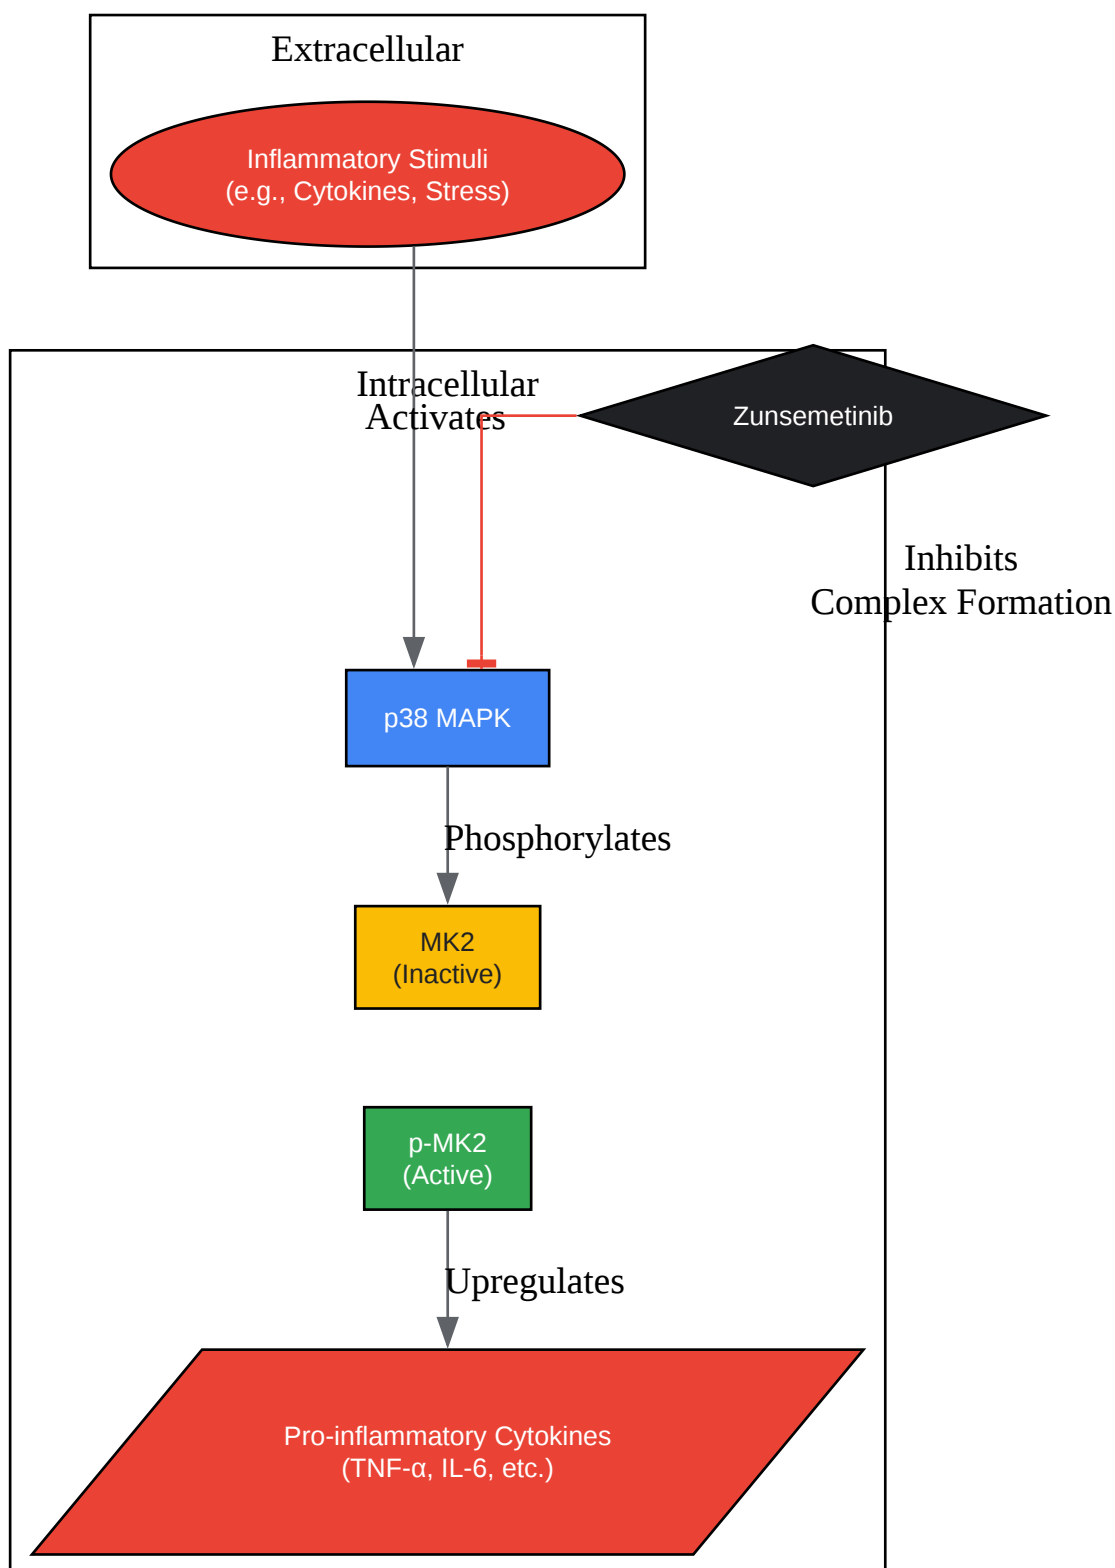 Extracellular
Inflammatory Stimuli
(e.g., Cytokines, Stress)
Intracellular
Activates
Zunsemetinib
Inhibits
Complex Formation
p38 MAPK
Phosphorylates
MK2
(Inactive)
p-MK2
(Active)
Upregulates
Pro-inflammatory Cytokines
(TNF-α, IL-6, etc.)